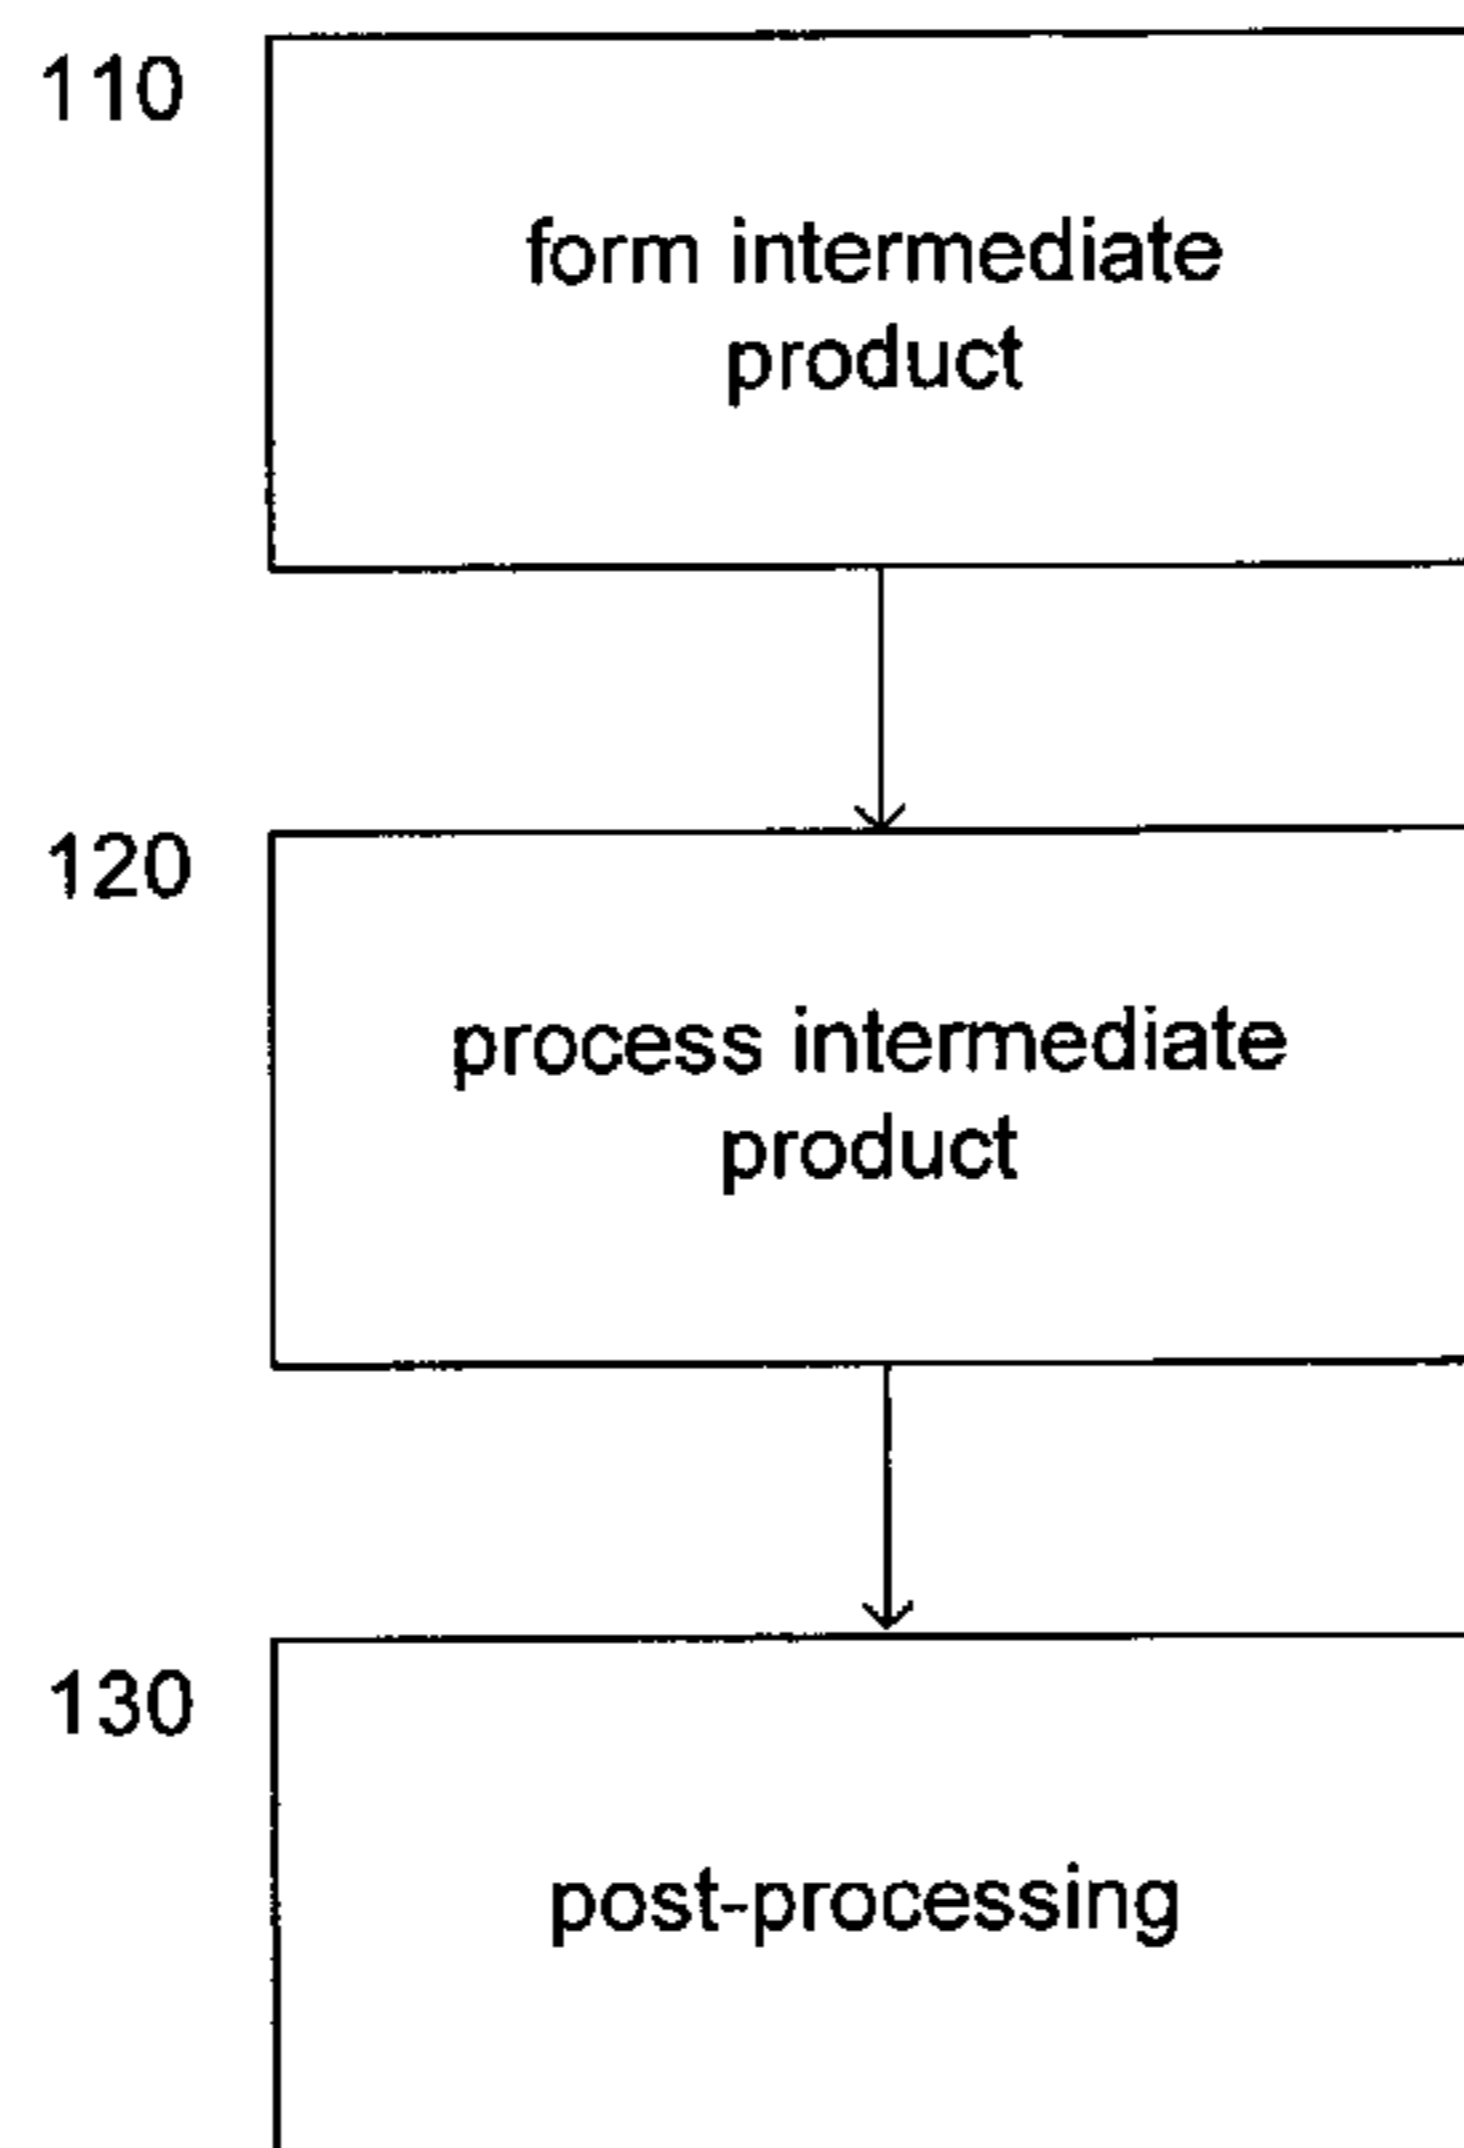 110
form intermediate
product
120
process intermediate
product
130
post-processing